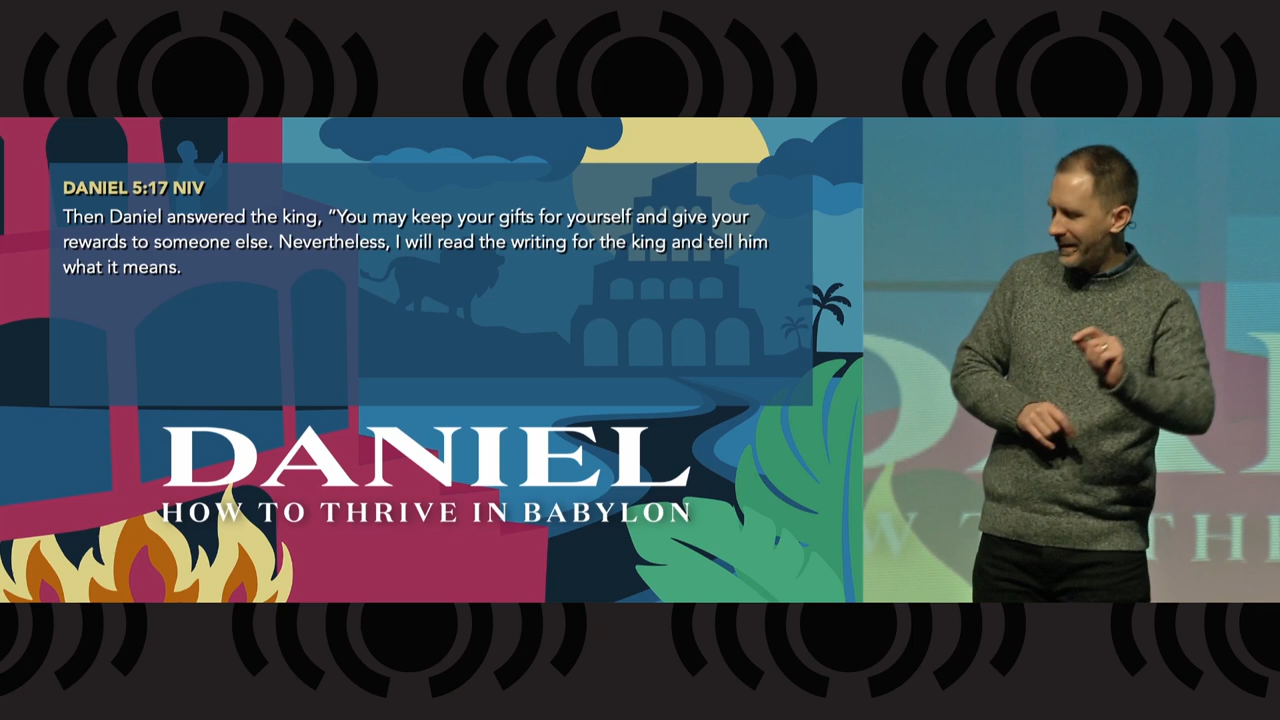 DANIEL 5:17 NIV
Then Daniel answered the king, “You may keep your gifts for yourself and give your
rewards to someone else. Nevertheless, I will read the writing for the king and tell him
what it means.
DANIEL
HOW TO THRIVE IN BABYLON